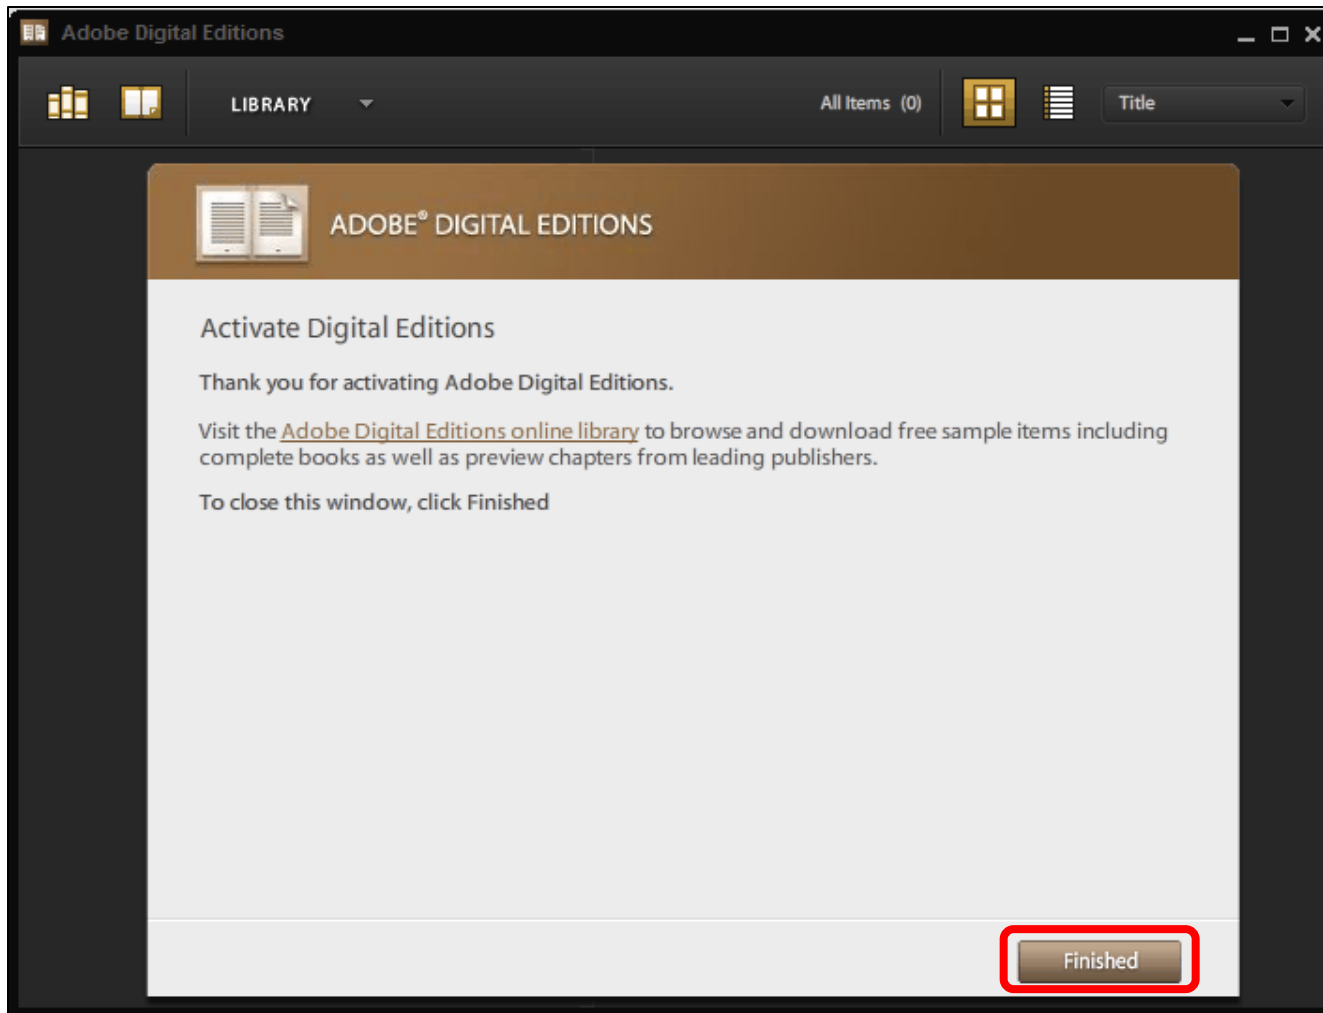 Adobe Digital Editions
LIBRARY
All Items (0)
Title
ADOBE® DIGITAL EDITIONS
Activate Digital Editions
Thank you for activating Adobe Digital Editions.
Visit the Adobe Digital Editions online library to browse and download free sample items including
complete books as well as preview chapters from leading publishers.
To close this window, click Finished
Finished